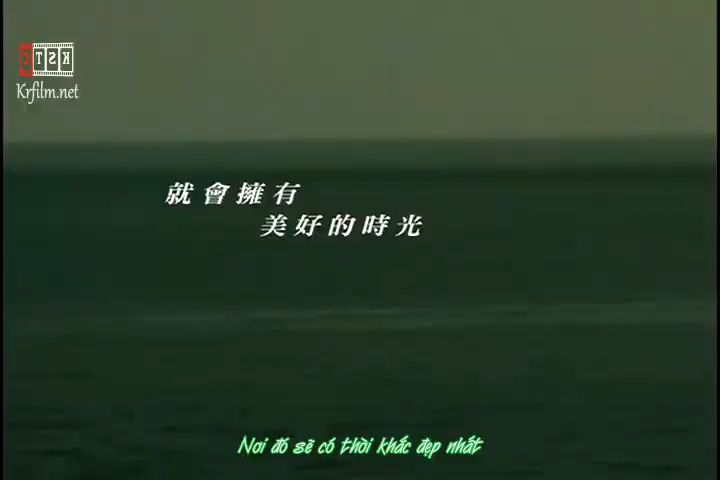 KSTC
Krfilm.net
就會擁有
美好的時光
Nơi đó sẽ có thời khắc đẹp nhất